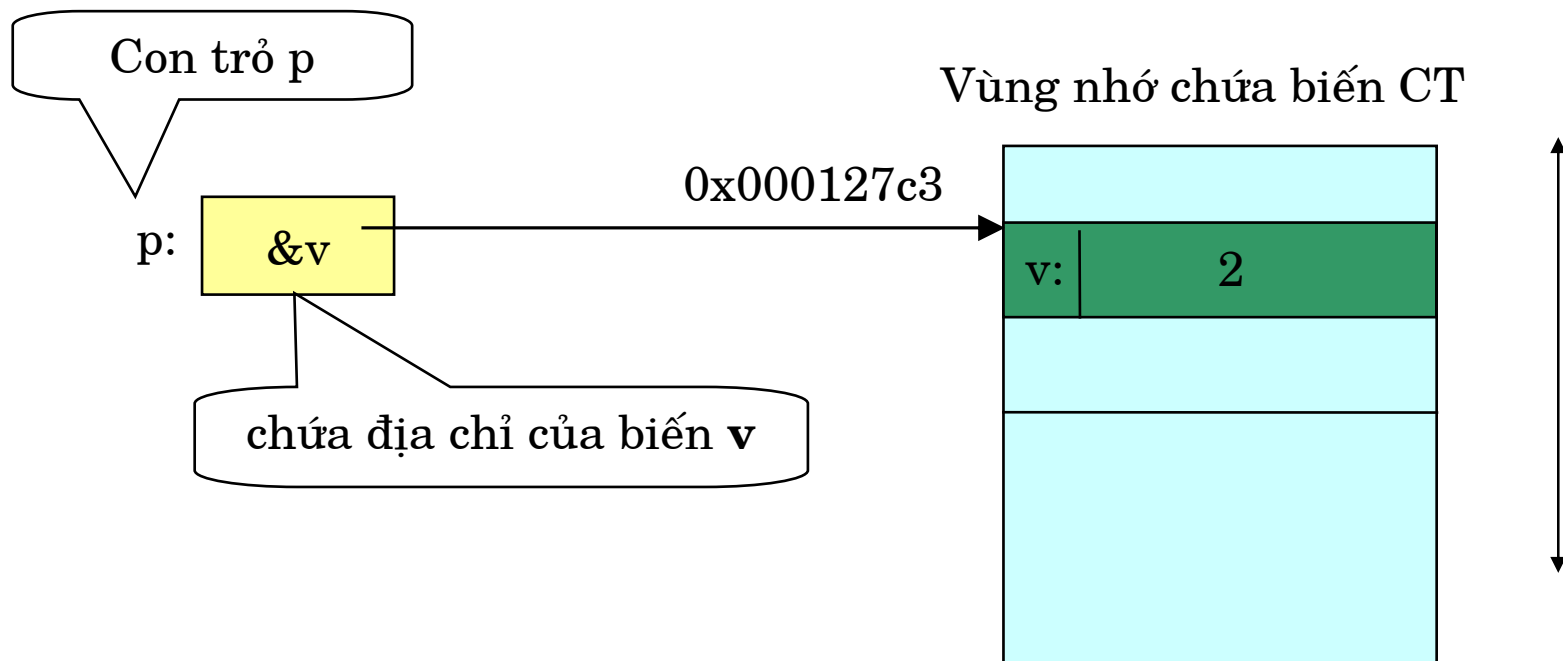 Con trỏ p
Vùng nhớ chứa biến CT
0x000127c3
p:
&v
v:
2
chứa địa chỉ của biến v